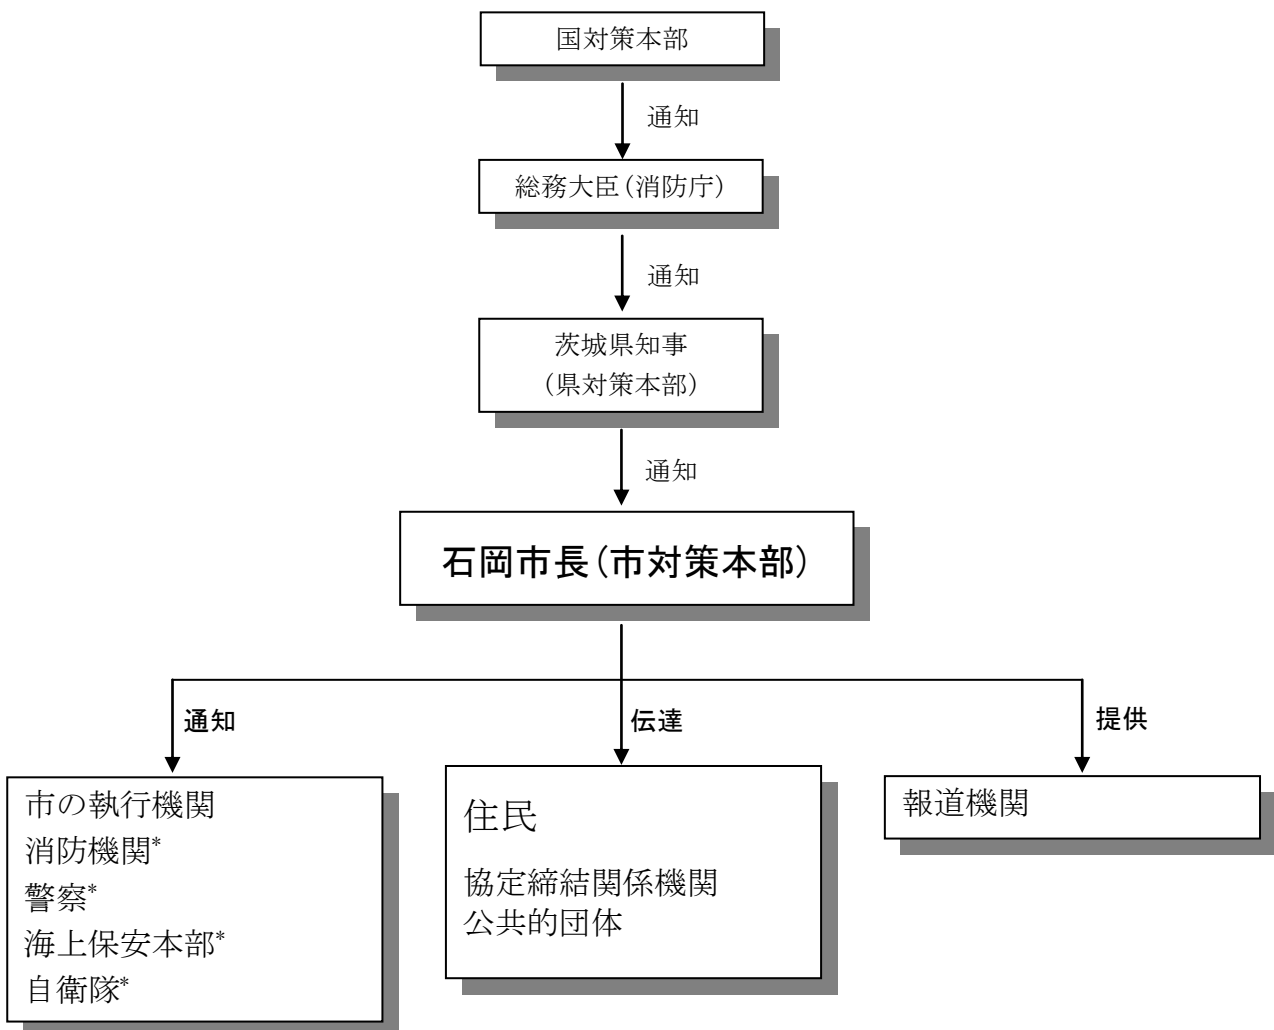 国対策本部
通知
総務大臣(消防庁)
通知
茨城県知事
(県対策本部)
通知
石岡市長(市対策本部)
通知
伝達
提供
市の執行機関
消防機関*
警察*
海上保安本部*
自衛隊*
住民
協定締結関係機関
公共的団体
報道機関